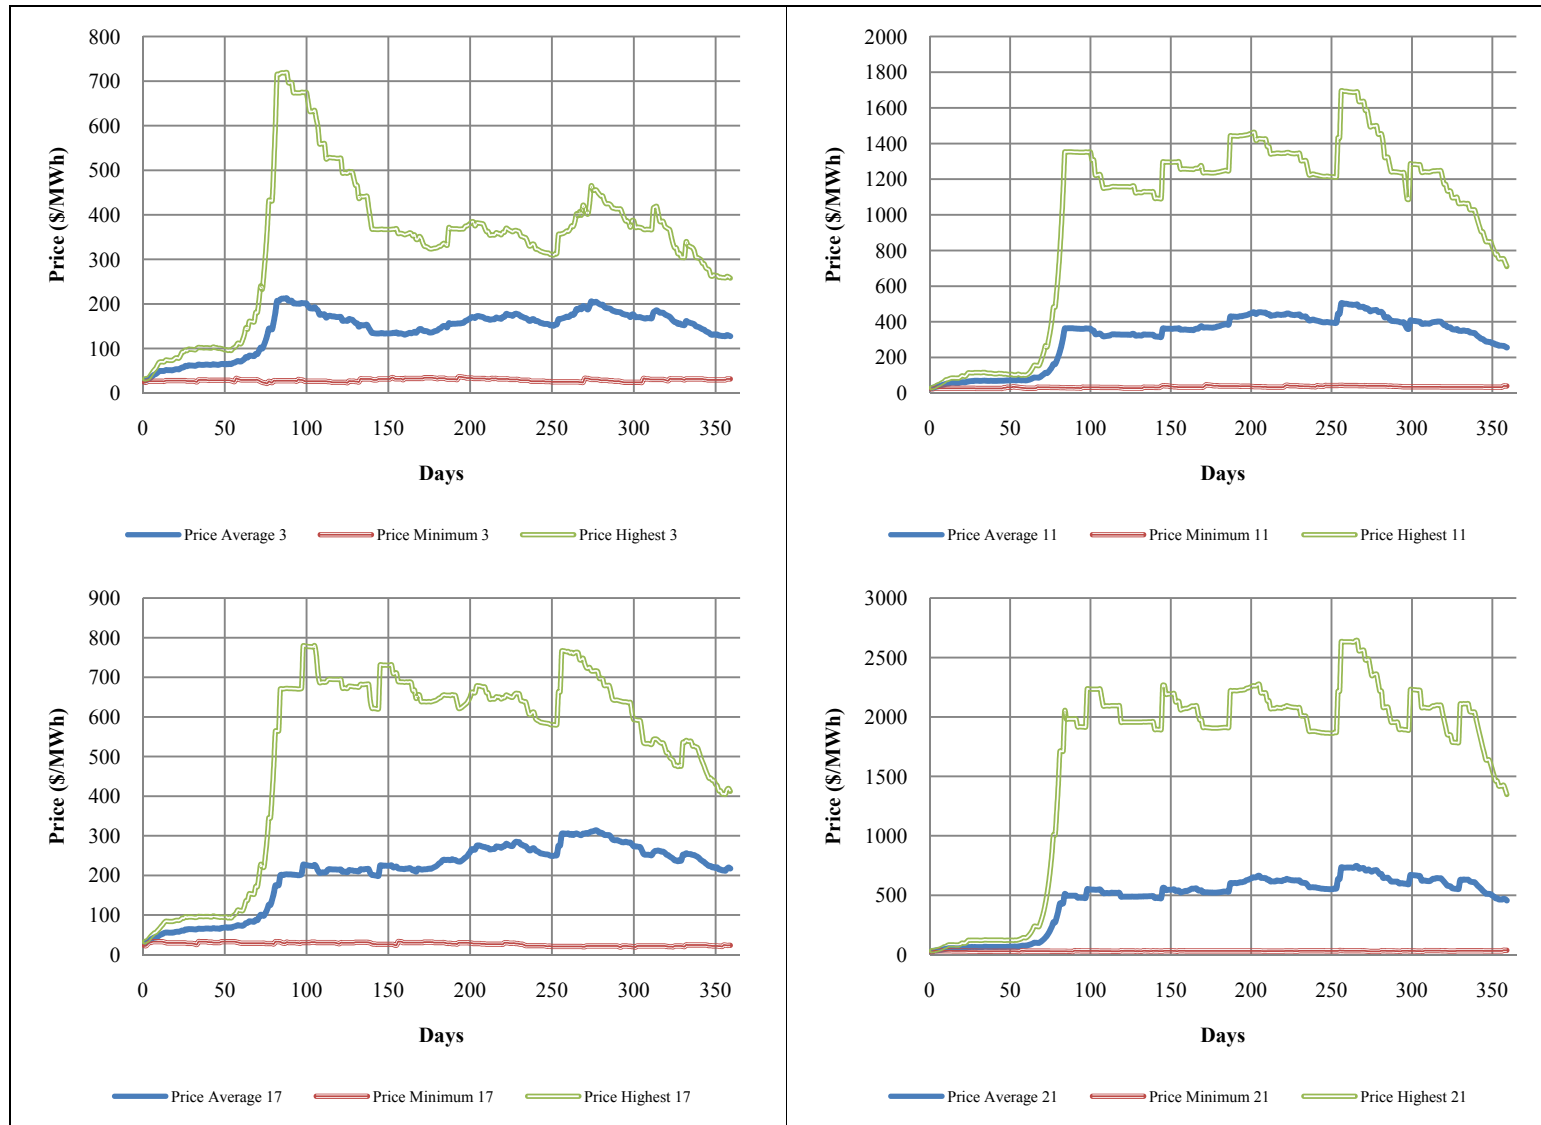 Price ($/MWh)
800
700
600
500
400
300
200
100
0
0 50 100 150 200 250 300 350
Days
Price Average 3 Price Minimum 3 Price Highest 3
Price ($/MWh)
2000
1800
1600
1400
1200
1000
800
600
400
200
0
0 50 100 150 200 250 300 350
Days
Price Average 11 Price Minimum 11 Price Highest 11
Price ($/MWh)
900
800
700
600
500
400
300
200
100
0
0 50 100 150 200 250 300 350
Days
Price Average 17 Price Minimum 17 Price Highest 17
Price ($/MWh)
3000
2500
2000
1500
1000
500
0
0 50 100 150 200 250 300 350
Days
Price Average 21 Price Minimum 21 Price Highest 21